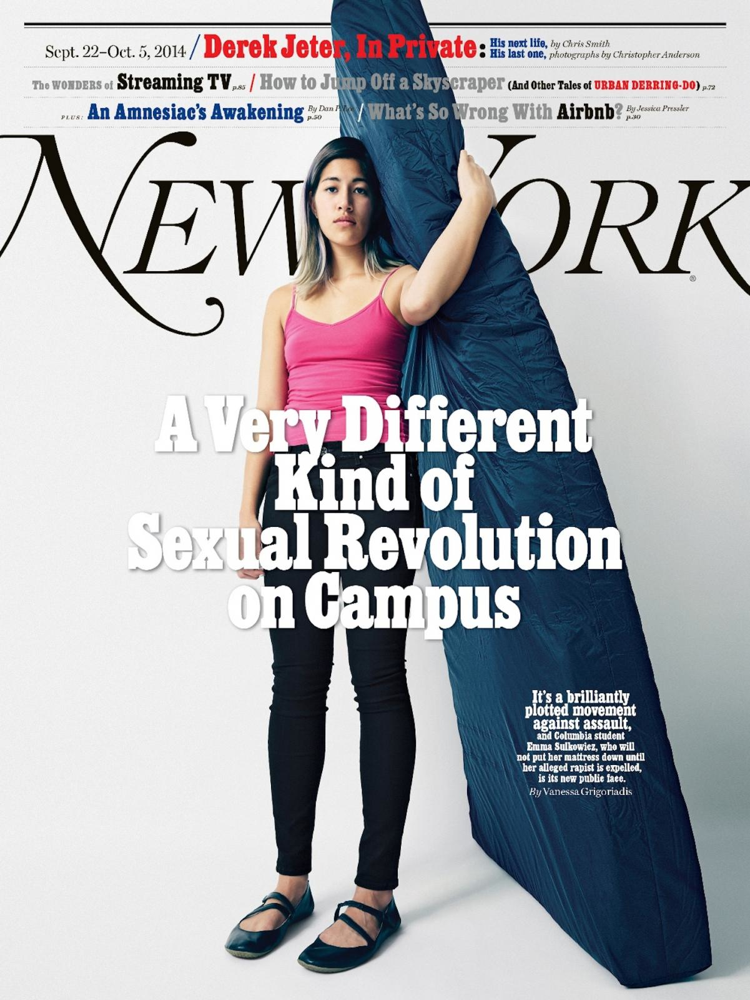 Sept. 22–Oct. 5, 2014 / Derek Jeter, In Private: His next life, by Chris Smith
His last one, photographs by Christopher Anderson
The WONDERS of Streaming TV p.85 / How to Jump Off a Skyscraper (And Other Tales of URBAN DERRING-DO) p.72
PLUS: An Amnesiac's Awakening By Dan P. Lee p.50 / What's So Wrong With Airbnb? By Jessica Pressler p.30
NEW YORK®
A Very Different
Kind of
Sexual Revolution
on Campus
It's a brilliantly
plotted movement
against assault,
and Columbia student
Emma Sulkowicz, who will
not put her mattress down until
her alleged rapist is expelled,
is its new public face.
By Vanessa Grigoriadis